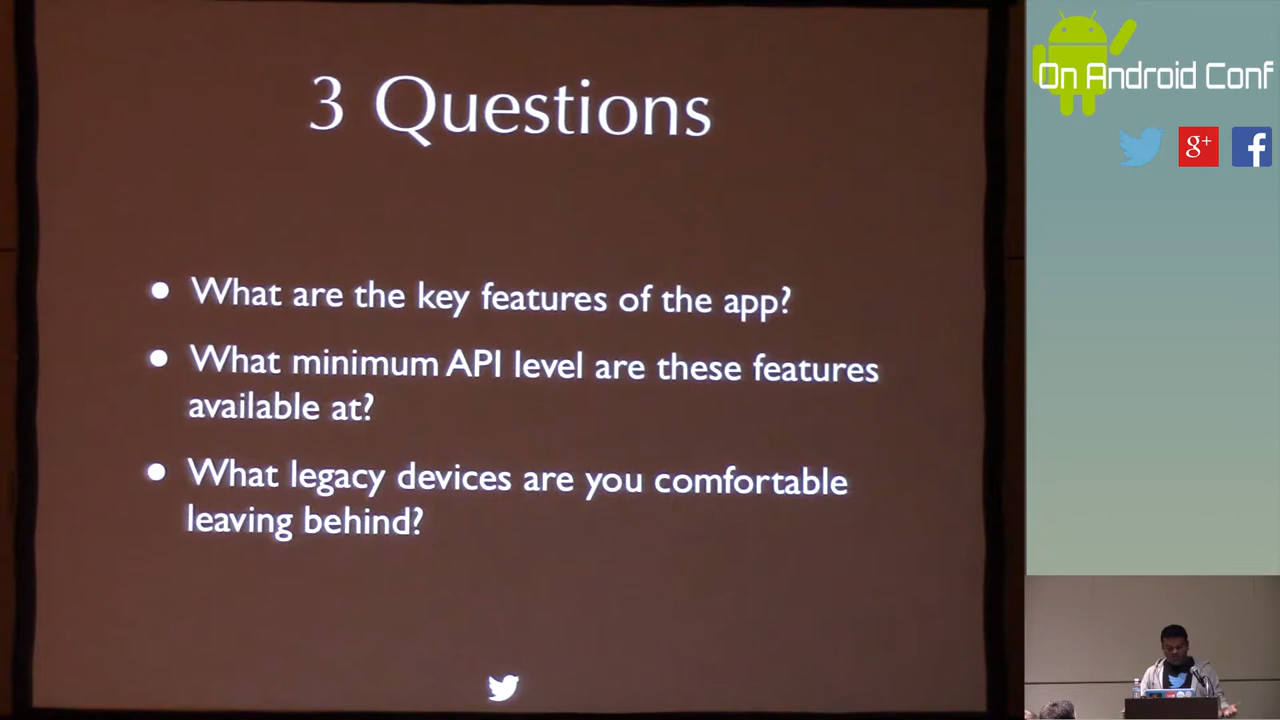 3 Questions
• What are the key features of the app?
• What minimum API level are these features
available at?
• What legacy devices are you comfortable
leaving behind?
On Android Conf
g+
f